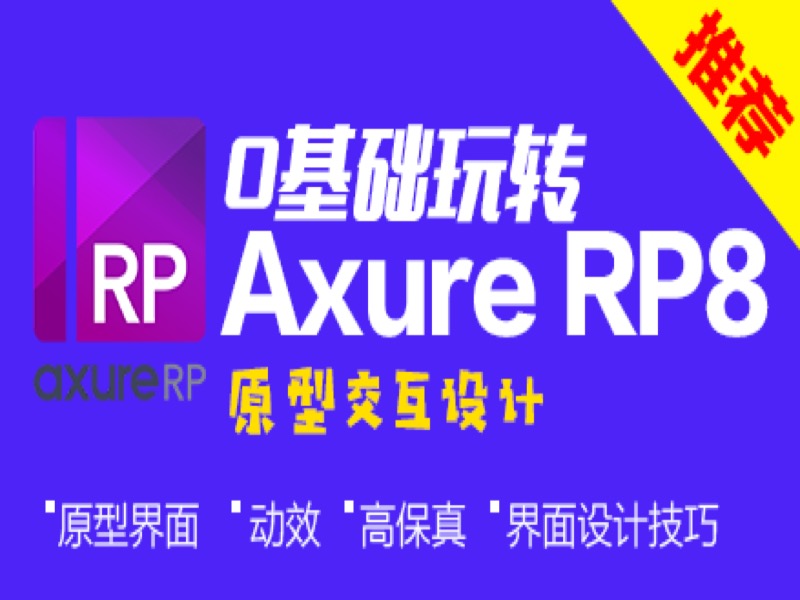 推荐
0基础玩转
RP
Axure RP8
axure RP
原型交互设计
原型界面 动效 高保真 界面设计技巧